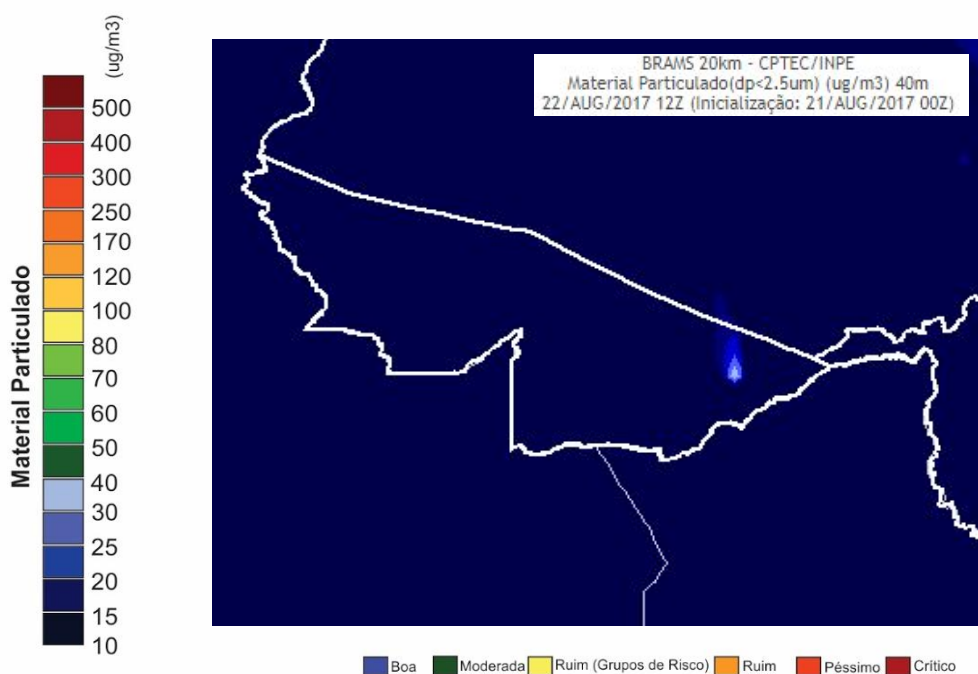 (ug/m3)
BRAMS 20km - CPTEC/INPE
Material Particulado(dp<2.5um) (ug/m3) 40m
22/AUG/2017 12Z (Inicialização: 21/AUG/2017 00Z)
Material Particulado
500
400
300
250
170
120
100
80
70
60
50
40
30
25
20
15
10
Boa
Moderada
Ruim (Grupos de Risco)
Ruim
Péssimo
Crítico